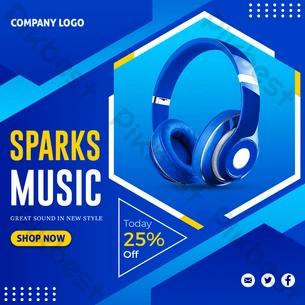 COMPANY LOGO
SPARKS
MUSIC
GREAT SOUND IN NEW STYLE
SHOP NOW
Today
25%
Off